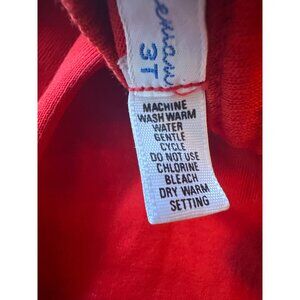 3T
MACHINE
WASH WARM
WATER
GENTLE
CYCLE
DO NOT USE
CHLORINE
BLEACH
DRY WARM
SETTING